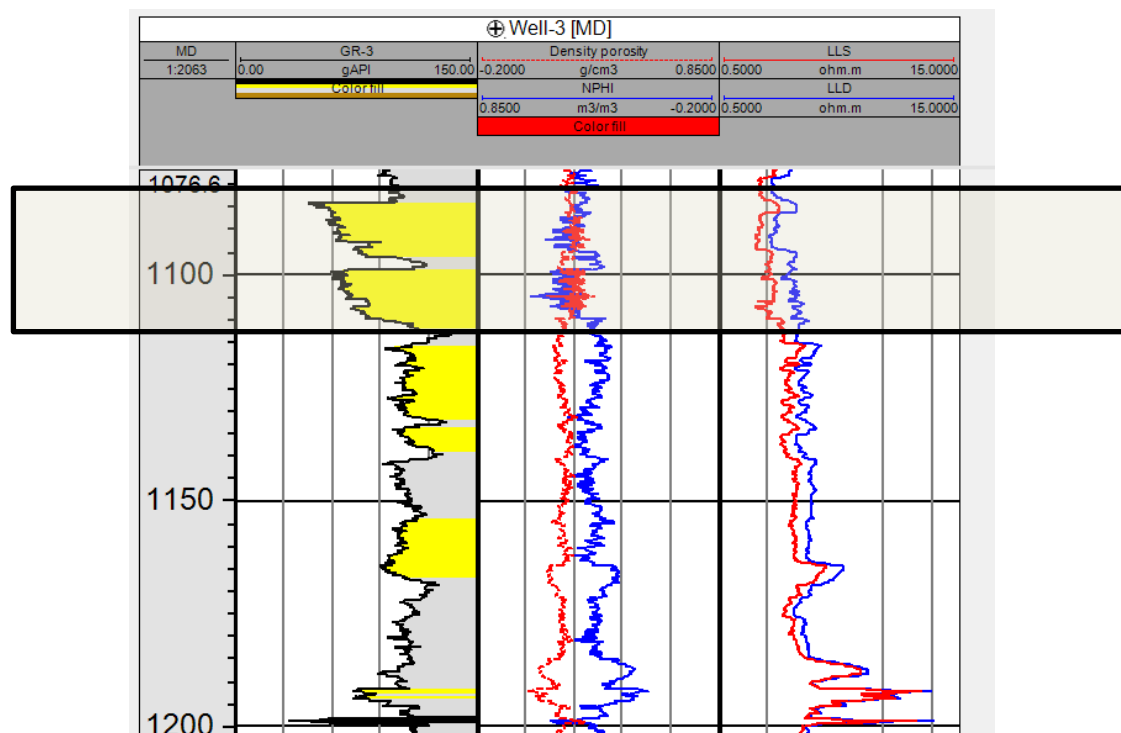 Well-3 [MD]
MD GR-3 Density porosity LLS
1:2063 0.00 gAPI 150.00 -0.2000 g/cm3 0.8500 0.5000 ohm.m 15.0000
Color fill NPHI LLD
0.8500 m3/m3 -0.2000 0.5000 ohm.m 15.0000
Color fill
1076.6
1100
1150
1200